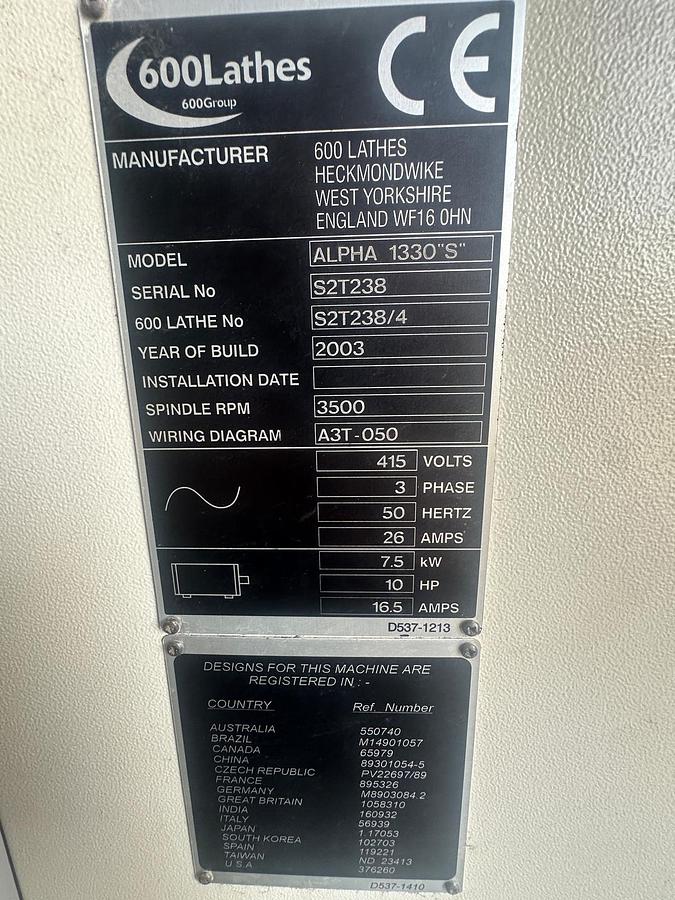 600Lathes
600Group
CE
MANUFACTURER 600 LATHES
HECKMONDWIKE
WEST YORKSHIRE
ENGLAND WF16 0HN
MODEL ALPHA 1330"S"
SERIAL No S2T238
600 LATHE No S2T238/4
YEAR OF BUILD 2003
INSTALLATION DATE
SPINDLE RPM 3500
WIRING DIAGRAM A3T-050
415 VOLTS
3 PHASE
50 HERTZ
26 AMPS
7.5 kW
10 HP
16.5 AMPS
D537-1213
DESIGNS FOR THIS MACHINE ARE
REGISTERED IN : -
COUNTRY Ref. Number
AUSTRALIA 550740
BRAZIL M14901057
CANADA 65979
CHINA 89301054-5
CZECH REPUBLIC PV22697/89
FRANCE 895326
GERMANY M8903084.2
GREAT BRITAIN 1058310
INDIA 160932
ITALY 56939
JAPAN 1.17053
SOUTH KOREA 102703
SPAIN 119221
TAIWAN ND 23413
U.S.A 376260
D537-1410